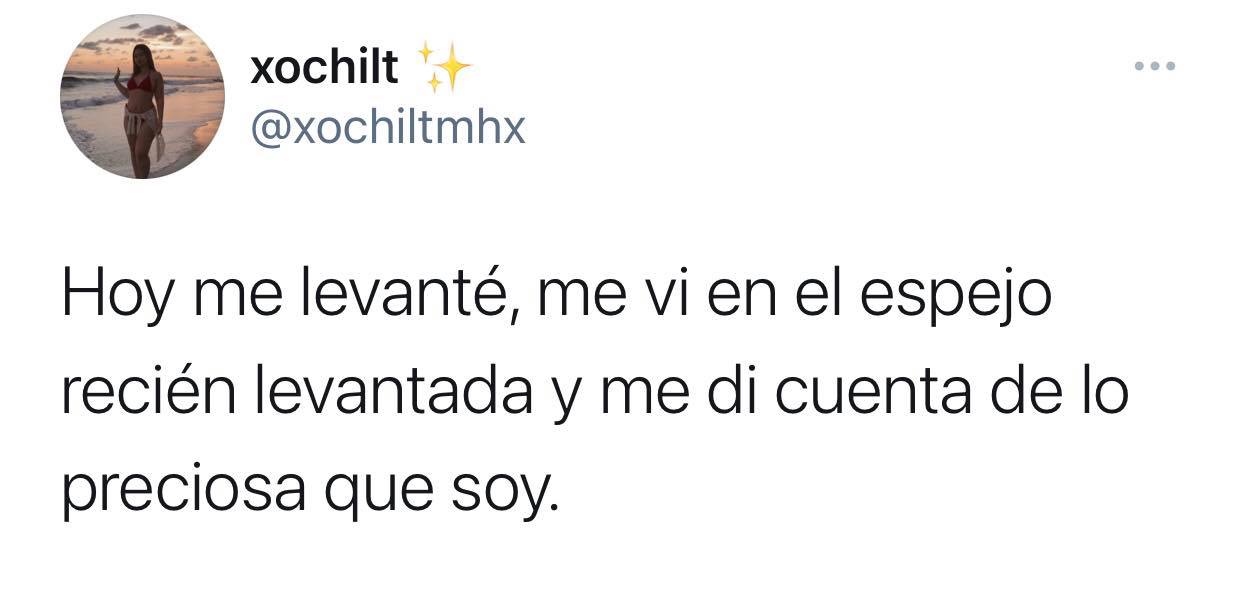 xochilt ✨
@xochiltmhx
Hoy me levanté, me vi en el espejo
recién levantada y me di cuenta de lo
preciosa que soy.